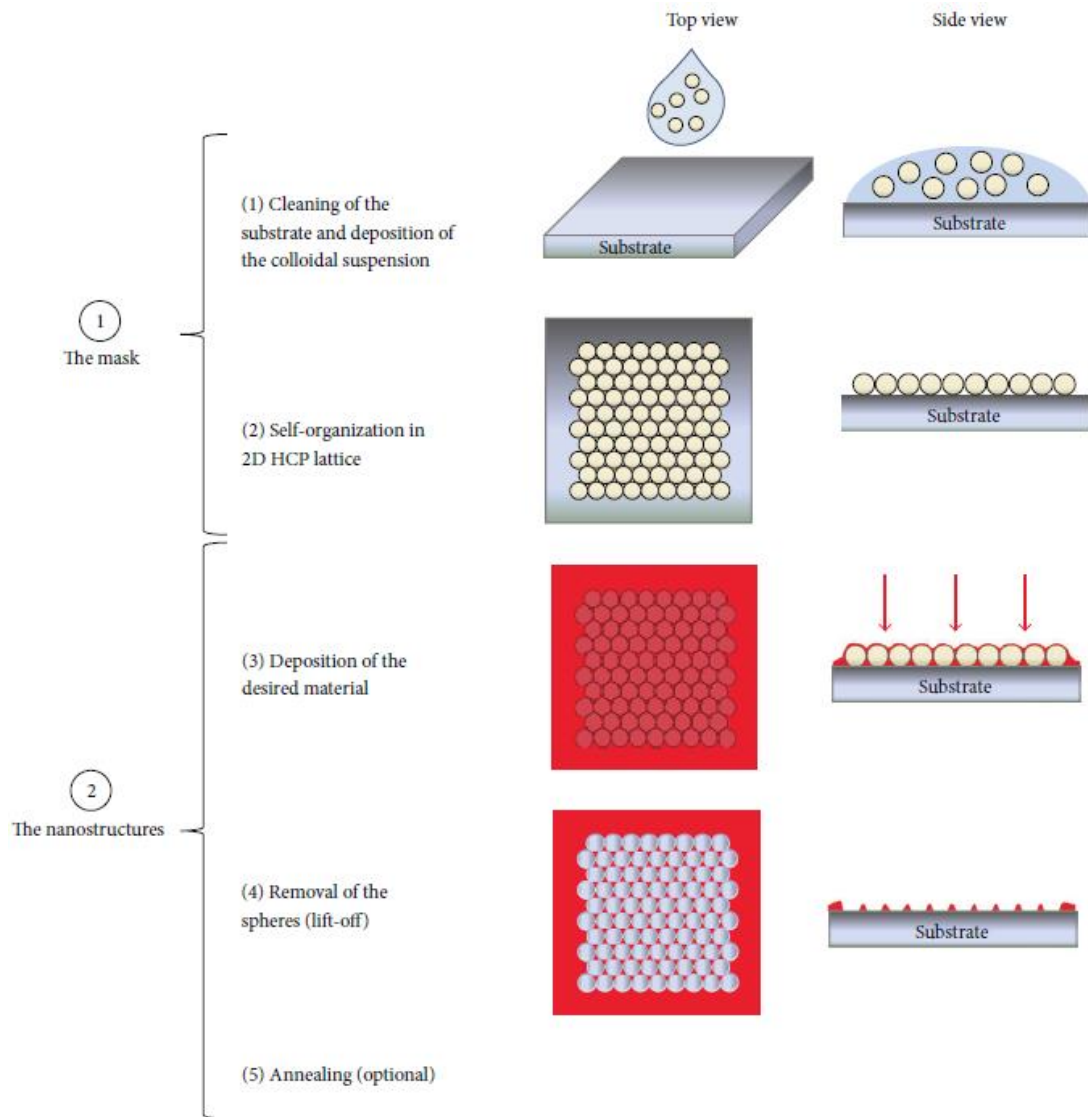 Top view
Side view
(1) Cleaning of the
substrate and deposition of
the colloidal suspension
Substrate
Substrate
1
The mask
(2) Self-organization in
2D HCP lattice
Substrate
(3) Deposition of the
desired material
Substrate
2
The nanostructures
(4) Removal of the
spheres (lift-off)
Substrate
(5) Annealing (optional)